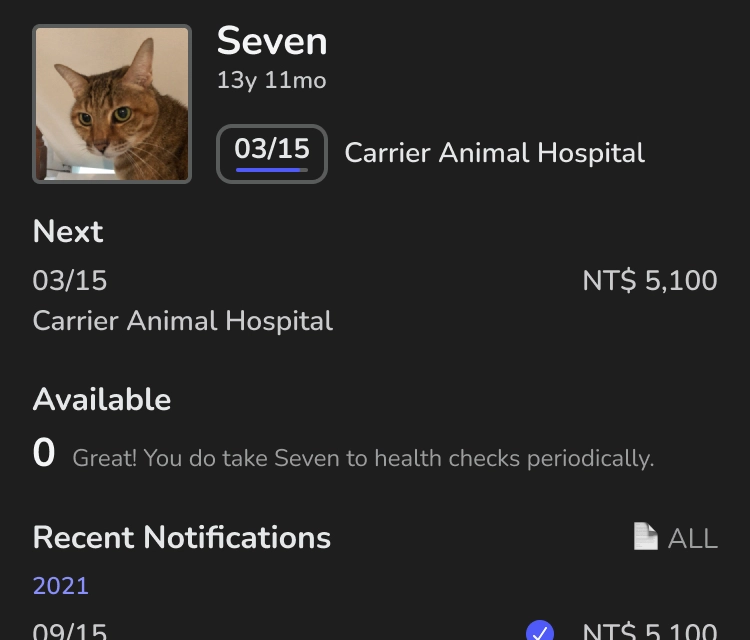 Seven
13y 11mo
03/15 Carrier Animal Hospital
Next
03/15 NT$ 5,100
Carrier Animal Hospital
Available
0 Great! You do take Seven to health checks periodically.
Recent Notifications ALL
2021
09/15 NT$ 5,100